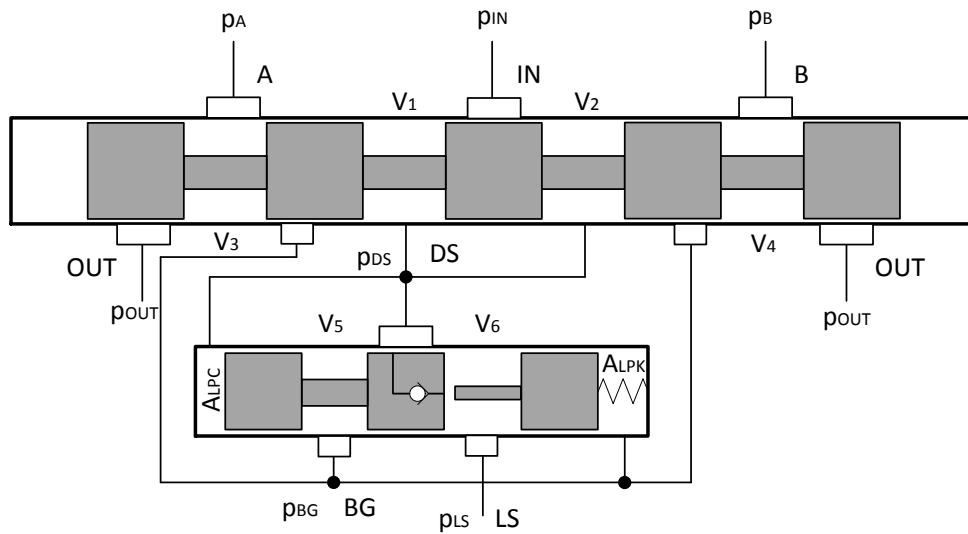 pA pIN pB
A IN B
V1 V2
V3 pDS DS V4
OUT OUT
pOUT pOUT
V5 V6
ALPC ALPK
pBG BG pLS LS